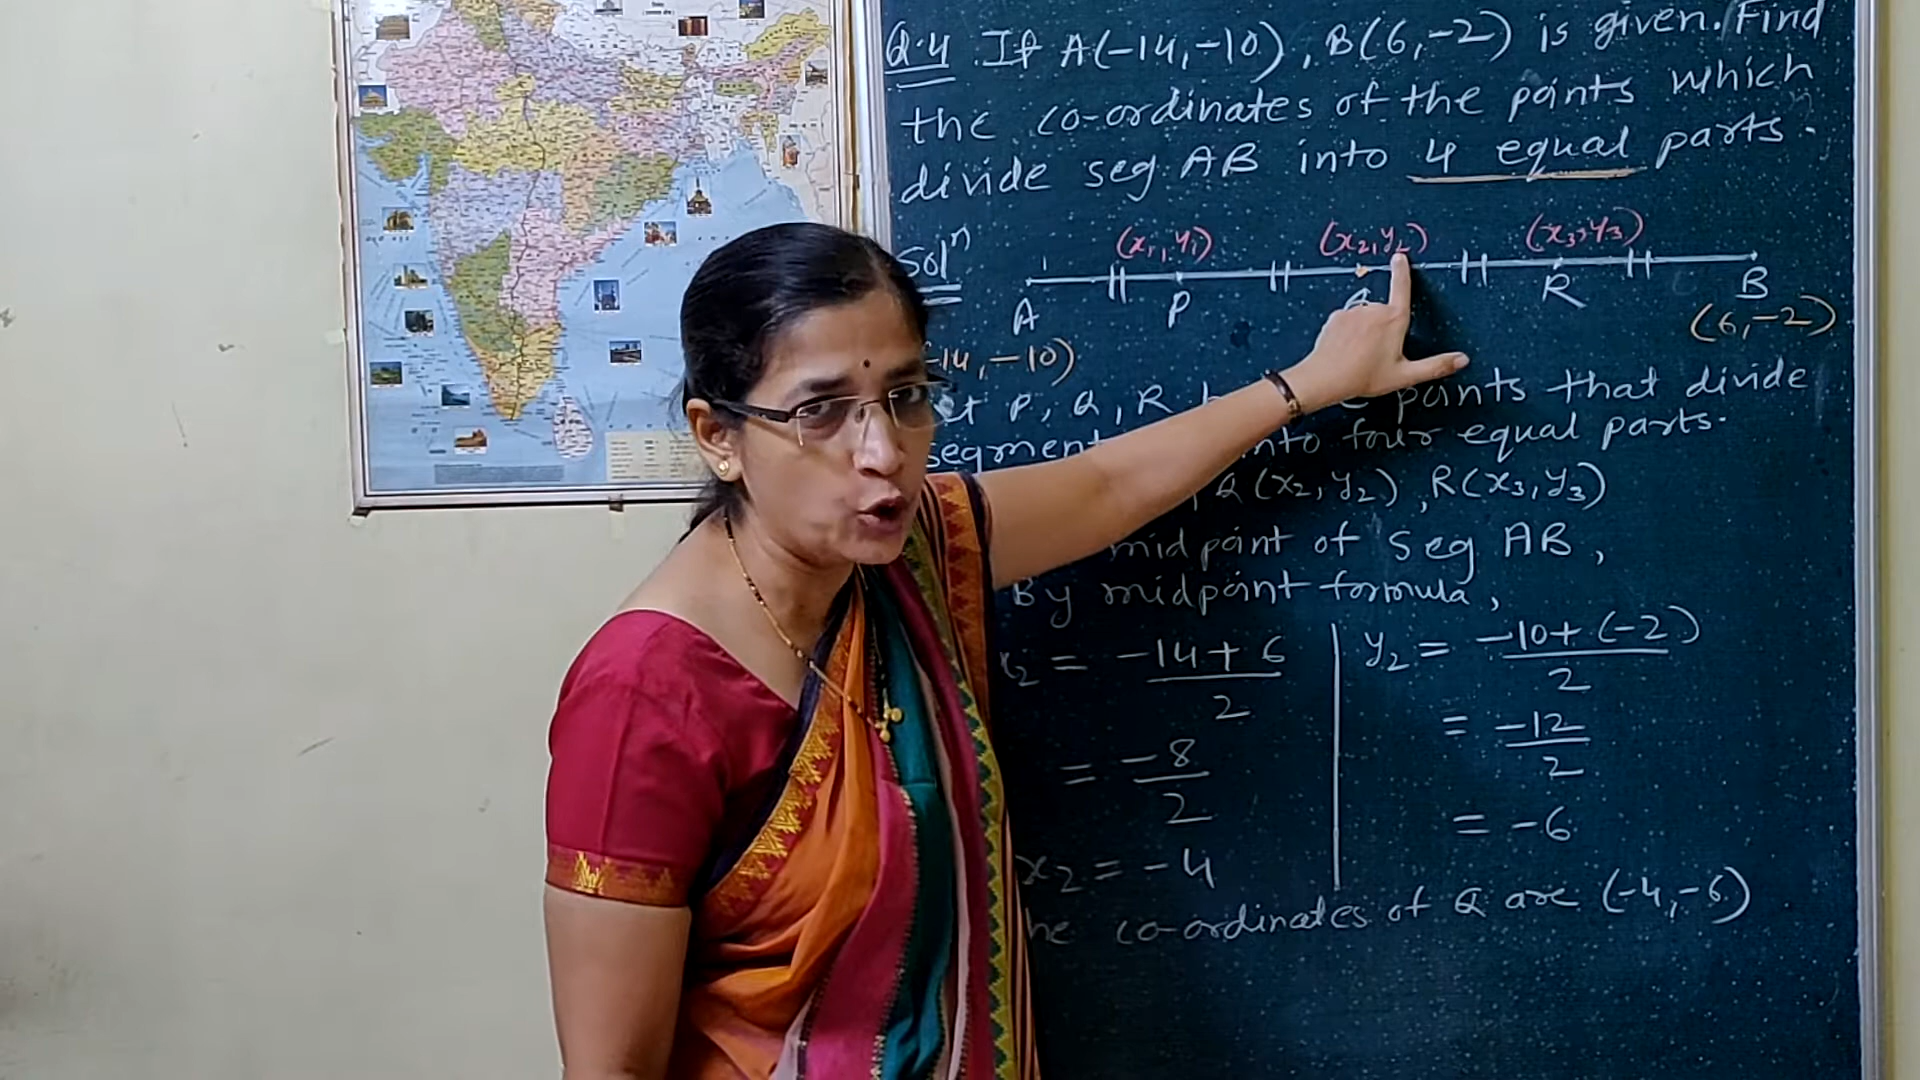 Q.4 If A(-14,-10), B(6,-2) is given. Find
the co-ordinates of the points which
divide seg AB into 4 equal parts.
Solⁿ
(x₁, y₁) (x₂, y₂) (x₃, y₃)
A P Q R B
-14, -10) (6, -2)
P, Q, R points that divide
segment into four equal parts.
Q(x₂, y₂), R(x₃, y₃)
midpoint of seg AB,
By midpoint formula,
x₂ = -14 + 6 / 2 y₂ = -10 + (-2) / 2
= -8 / 2 = -12 / 2
x₂ = -4 = -6
co-ordinates of Q are (-4, -6)